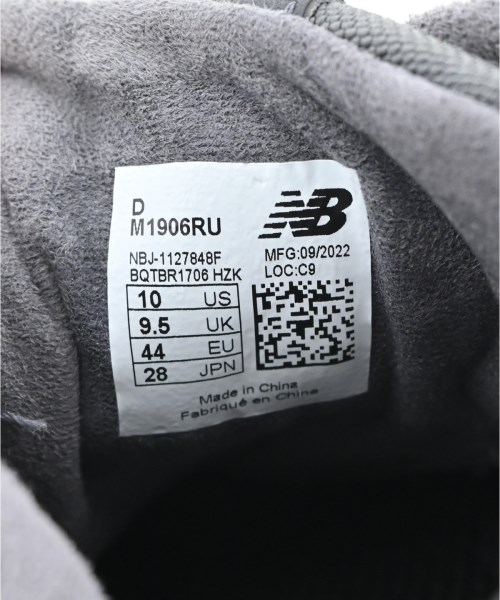 D
M1906RU
NB
NBJ-1127848F
BQTBR1706 HZK
MFG:09/2022
LOC:C9
10 US
9.5 UK
44 EU
28 JPN
Made in China
Fabriqué en Chine